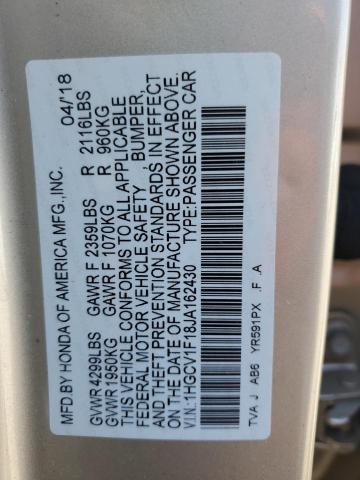 MFD BY HONDA OF AMERICA MFG.,INC. 04/18
GVWR 4299LBS GAWR F 2359LBS R 2116LBS
GVWR 1950KG GAWR F 1070KG R 960KG
THIS VEHICLE CONFORMS TO ALL APPLICABLE
FEDERAL MOTOR VEHICLE SAFETY , BUMPER,
AND THEFT PREVENTION STANDARDS IN EFFECT
ON THE DATE OF MANUFACTURE SHOWN ABOVE.
V.I.N.:1HGCV1F18JA162430 TYPE:PASSENGER CAR
TVA J AB6 YR591PX .F .A